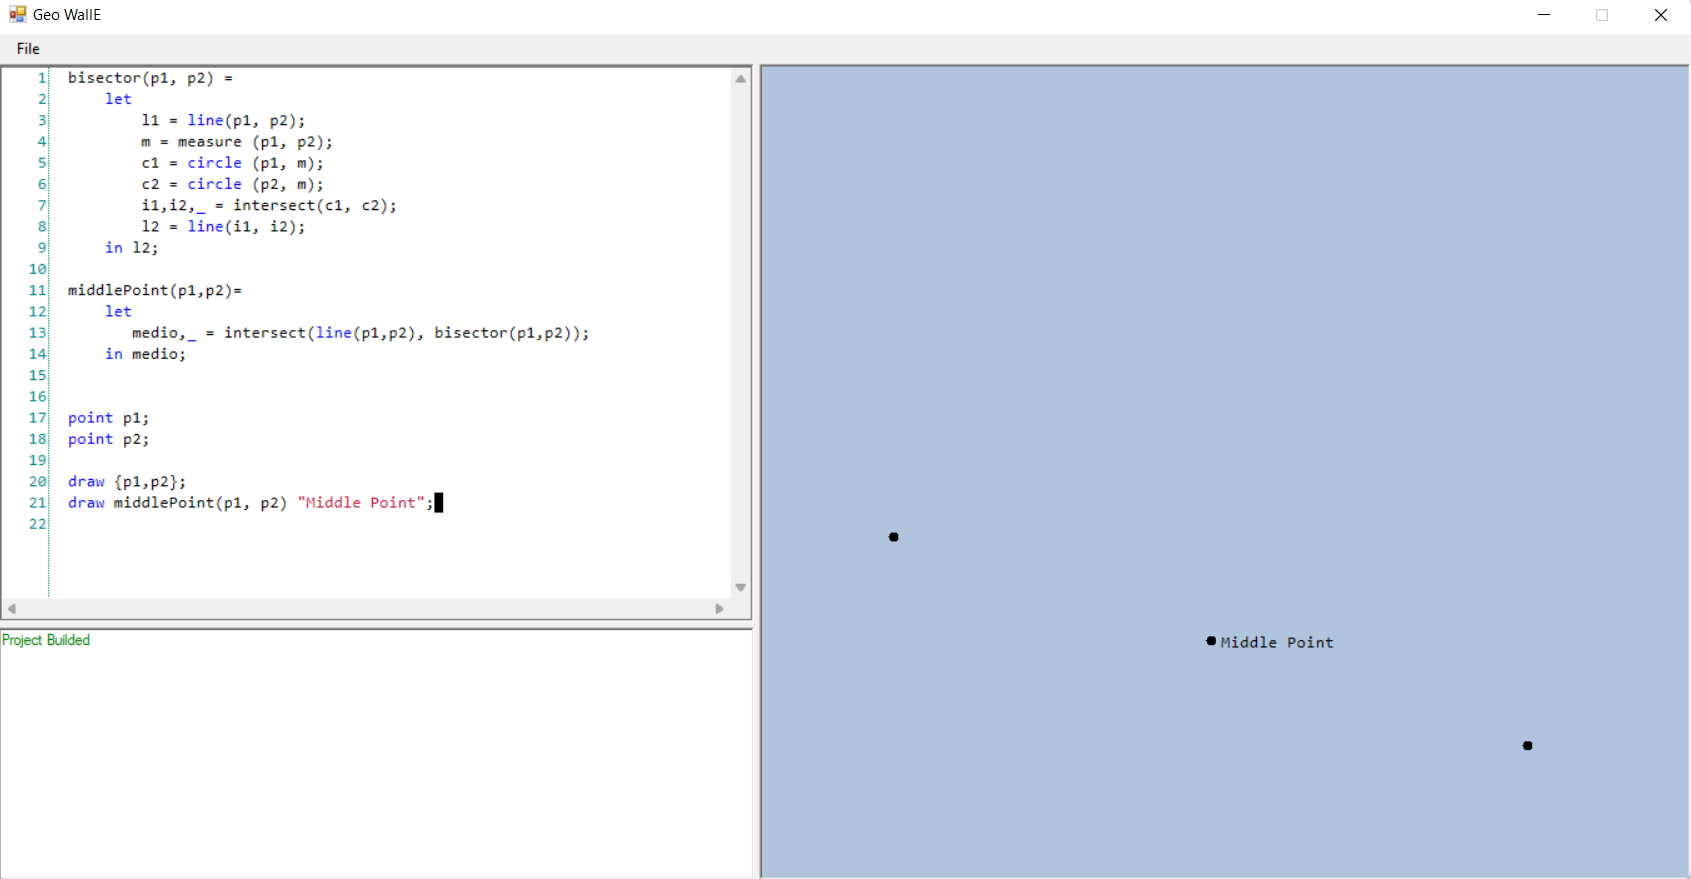 Geo WallE
File
1 bisector(p1, p2) =
2 let
3 l1 = line(p1, p2);
4 m = measure (p1, p2);
5 c1 = circle (p1, m);
6 c2 = circle (p2, m);
7 i1,i2,_ = intersect(c1, c2);
8 l2 = line(i1, i2);
9 in l2;
10
11 middlePoint(p1,p2)=
12 let
13 medio,_ = intersect(line(p1,p2), bisector(p1,p2));
14 in medio;
15
16
17 point p1;
18 point p2;
19
20 draw {p1,p2};
21 draw middlePoint(p1, p2) "Middle Point";
22
Project Builded
Middle Point